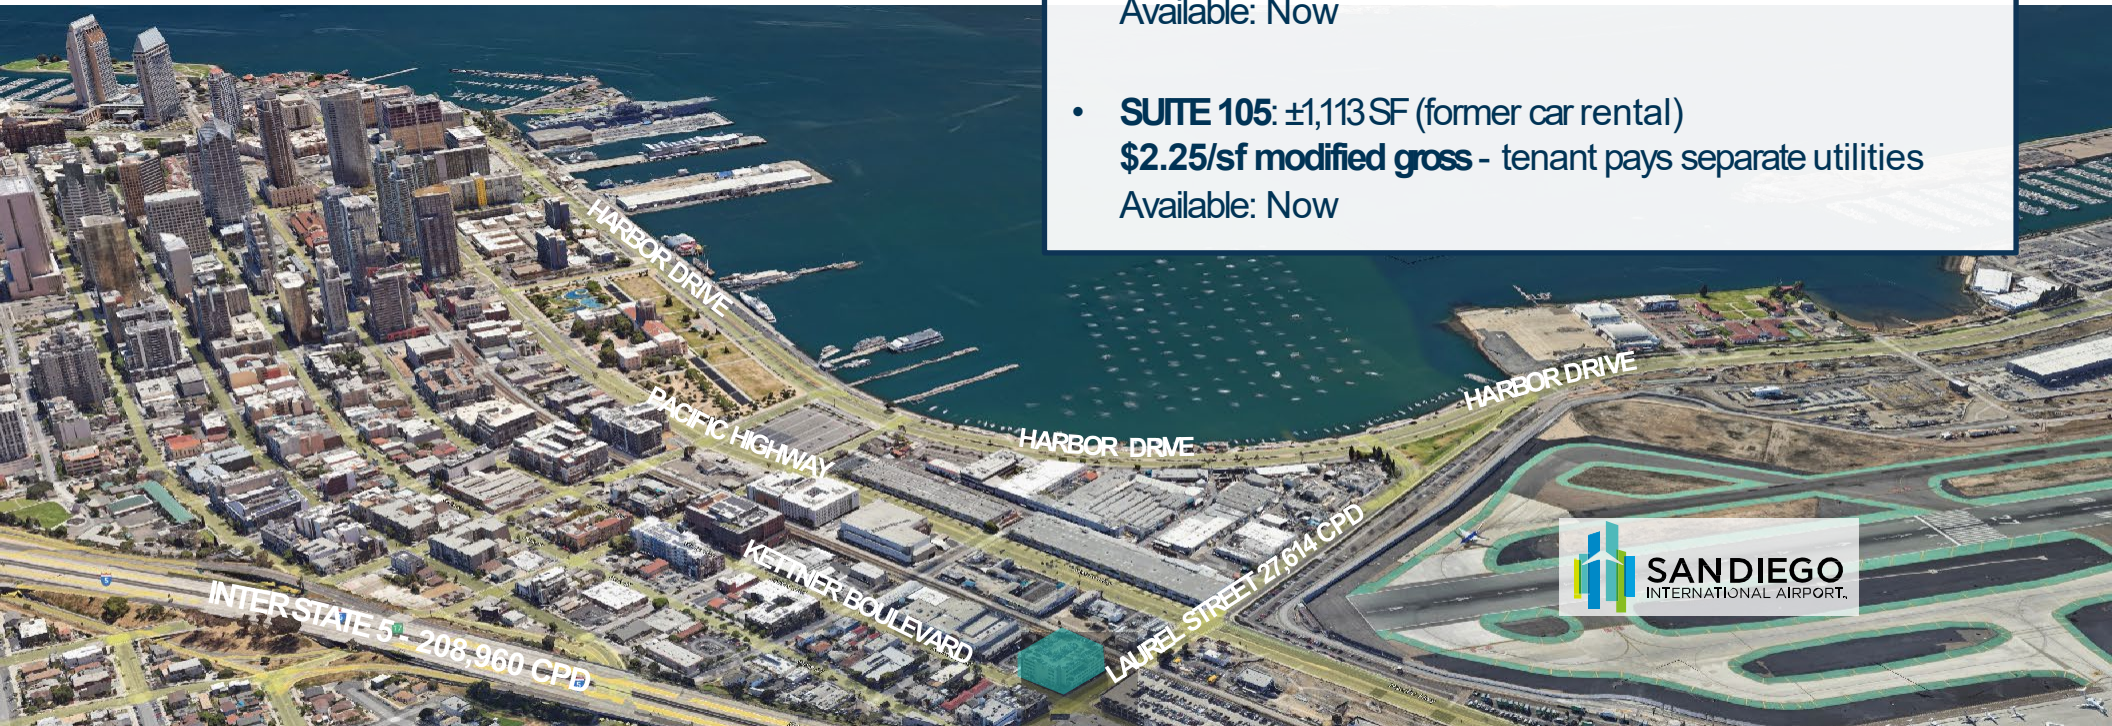 Available: Now
• SUITE 105: ±1,113 SF (former car rental)
$2.25/sf modified gross - tenant pays separate utilities
Available: Now
HARBOR DRIVE
HARBOR DRIVE
PACIFIC HIGHWAY
HARBOR DRIVE
LAUREL STREET 27,614 CPD
KETTNER BOULEVARD
INTERSTATE 5 - 208,960 CPD
SAN DIEGO
INTERNATIONAL AIRPORT
5